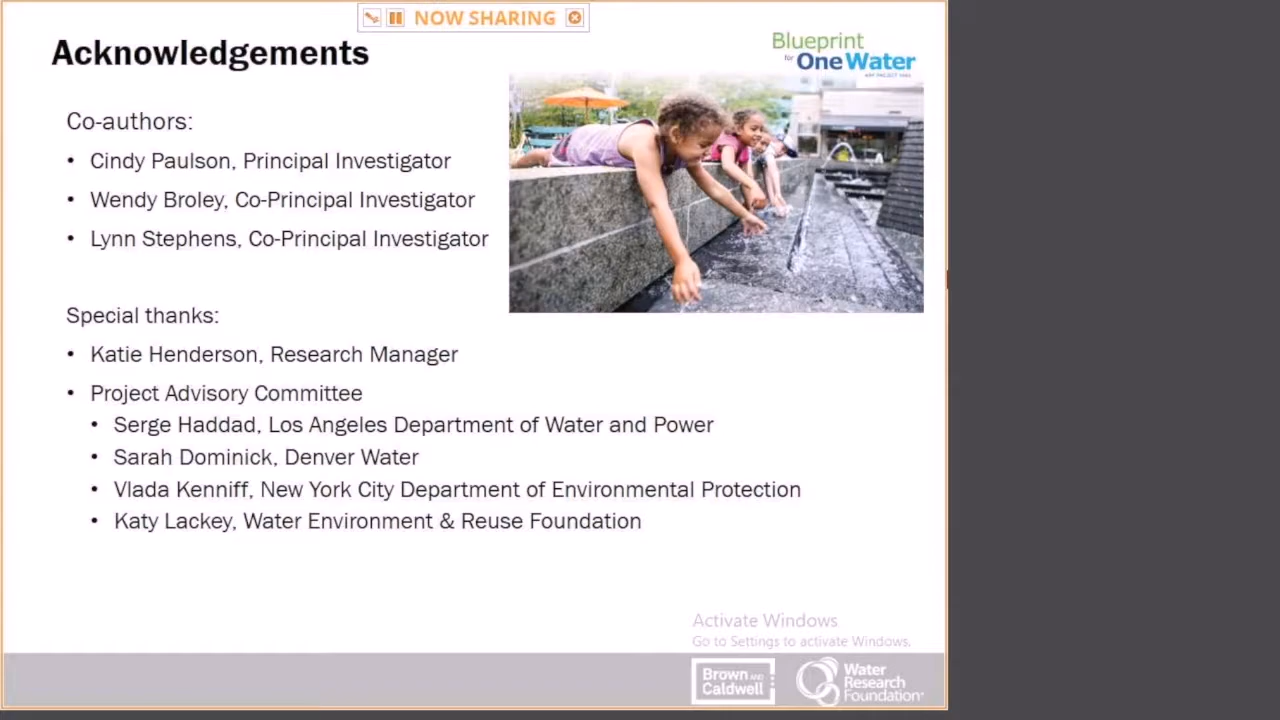 NOW SHARING
Acknowledgements
Blueprint
for One Water
Co-authors:
• Cindy Paulson, Principal Investigator
• Wendy Broley, Co-Principal Investigator
• Lynn Stephens, Co-Principal Investigator
Special thanks:
• Katie Henderson, Research Manager
• Project Advisory Committee
• Serge Haddad, Los Angeles Department of Water and Power
• Sarah Dominick, Denver Water
• Vlada Kenniff, New York City Department of Environmental Protection
• Katy Lackey, Water Environment & Reuse Foundation
Activate Windows
Go to Settings to activate Windows.
Brown AND
Caldwell
Water
Research
Foundation